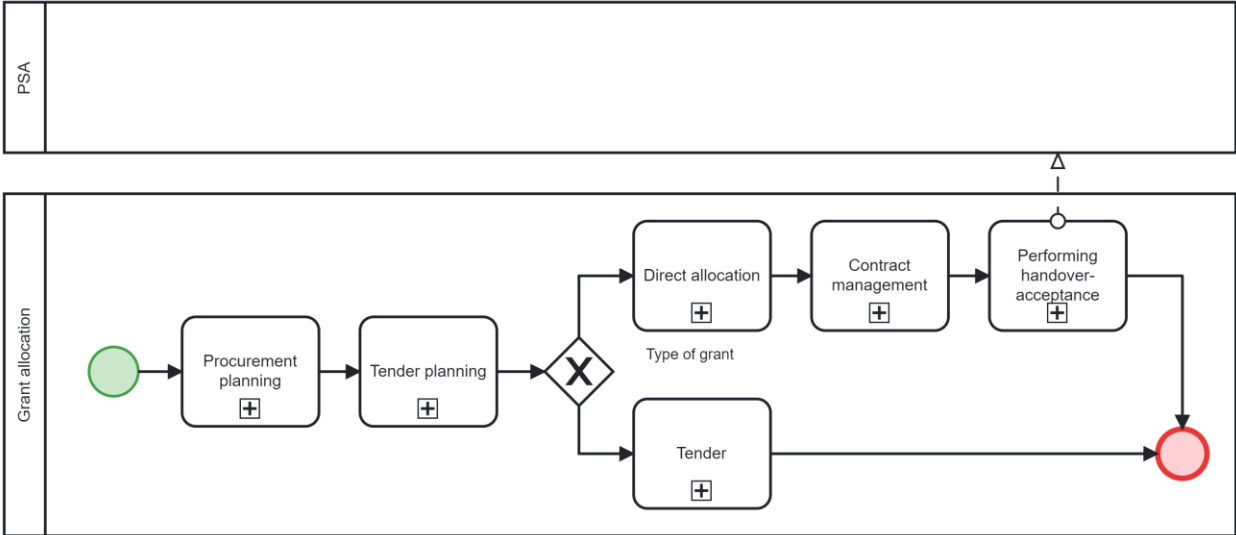 PSA
Grant allocation
Procurement
planning
Tender planning
Direct allocation
Contract
management
Performing
handover-
acceptance
Type of grant
Tender